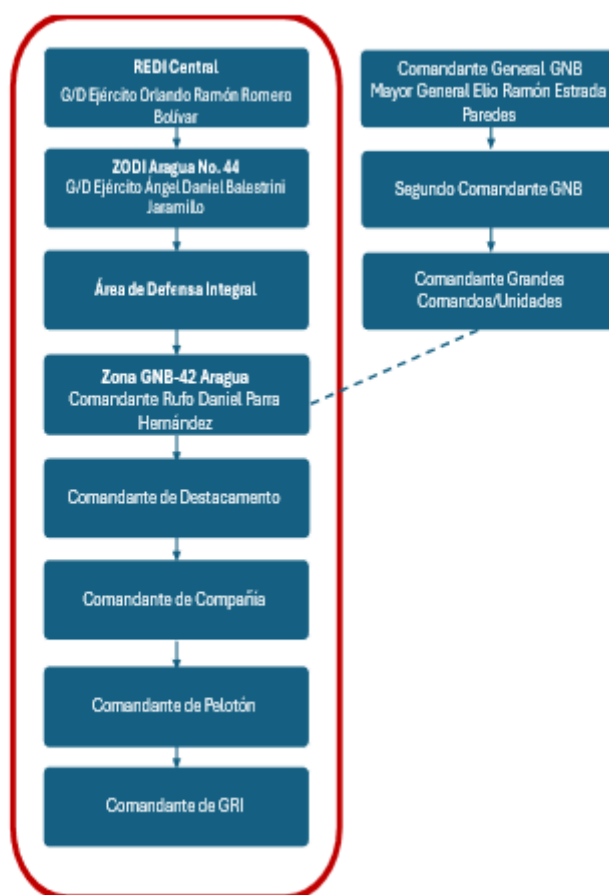 REDI Central
G/D Ejército Orlando Ramón Romero
Bolívar
ZODI Aragua No. 44
G/D Ejército Ángel Daniel Balestrini
Jaramillo
Área de Defensa Integral
Zona GNB-42 Aragua
Comandante Rufo Daniel Parra
Hernández
Comandante de Destacamento
Comandante de Compañía
Comandante de Pelotón
Comandante de GRI
Comandante General GNB
Mayor General Elio Ramón Estrada
Paredes
Segundo Comandante GNB
Comandante Grandes
Comandos/Unidades